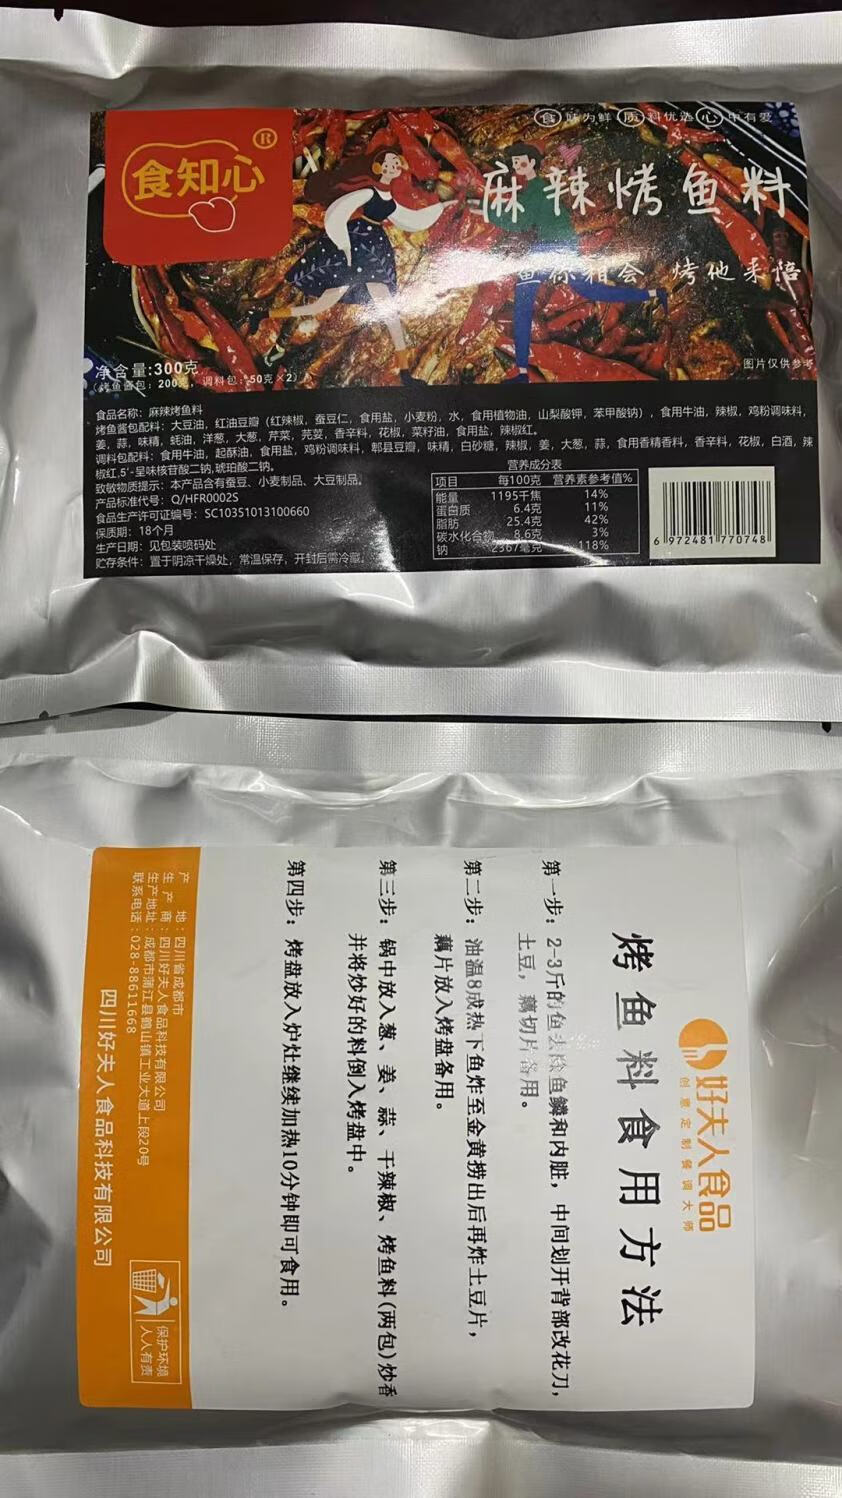 食知心®
食材为鲜 质料优选 心中有爱
麻辣烤鱼料
鱼你相会 烤他来陪
净含量:300克
(烤鱼酱包:200克,调料包:50克×2)
图片仅供参考
食品名称:麻辣烤鱼料
烤鱼酱包配料:大豆油,红油豆瓣(红辣椒,蚕豆仁,食用盐,小麦粉,水,食用植物油,山梨酸钾,苯甲酸钠),食用牛油,辣椒,鸡粉调味料,
姜,蒜,味精,蚝油,洋葱,大葱,芹菜,芫荽,香辛料,花椒,菜籽油,食用盐,辣椒红。
调料包配料:食用牛油,起酥油,食用盐,鸡粉调味料,郫县豆瓣,味精,白砂糖,辣椒,姜,大葱,蒜,食用香精香料,香辛料,花椒,白酒,辣
椒红,5'-呈味核苷酸二钠,琥珀酸二钠。
致敏物质提示:本产品含有蚕豆、小麦制品、大豆制品。
产品标准代号:Q/HFR0002S
食品生产许可证编号:SC10351013100660
保质期:18个月
生产日期:见包装喷码处
贮存条件:置于阴凉干燥处,常温保存,开封后需冷藏。
营养成分表
项目 每100克 营养素参考值%
能量 1195千焦 14%
蛋白质 6.4克 11%
脂肪 25.4克 42%
碳水化合物 8.6克 3%
钠 2367毫克 118%
6 972481 770748
好夫人食品
创意定制餐调大师
烤鱼料食用方法
第一步:2-3斤的鱼去除鱼鳞和内脏,中间划开背部改花刀,
土豆,藕切片备用。
第二步:油温8成热下鱼炸至金黄捞出后再炸土豆片,
藕片放入烤盘备用。
第三步:锅中放入葱、姜、蒜、干辣椒、烤鱼料(两包)炒香
并将炒好的料倒入烤盘中。
第四步:烤盘放入炉灶继续加热10分钟即可食用。
产地:四川省成都市
生产商:四川好夫人食品科技有限公司
生产地址:成都市蒲江县鹤山镇工业大道上段20号
联系电话:028-88611668
四川好夫人食品科技有限公司
保护环境
人人有责